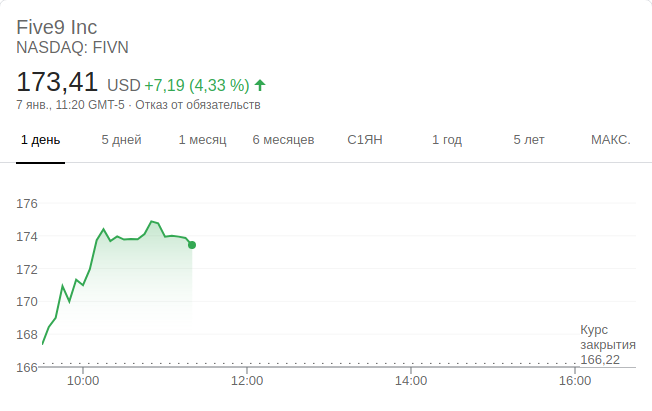 Five9 Inc
NASDAQ: FIVN
173,41 USD +7,19 (4,33 %)
7 янв., 11:20 GMT-5 · Отказ от обязательств
1 день 5 дней 1 месяц 6 месяцев С1ЯН 1 год 5 лет МАКС.
176
174
172
170
168
166
Курс
закрытия
166,22
10:00 12:00 14:00 16:00